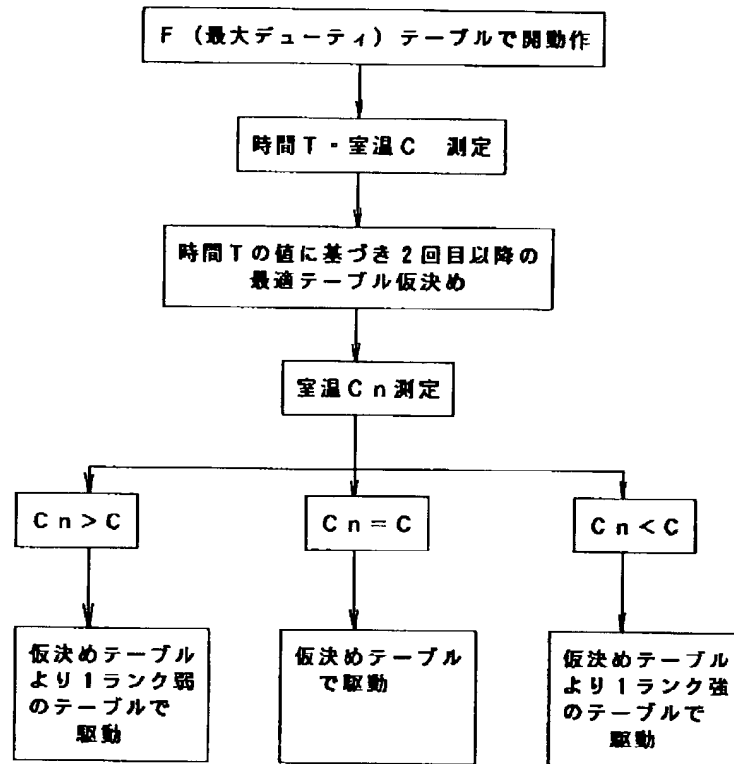 F (最大デューティ) テーブルで開動作
時間T・室温C 測定
時間Tの値に基づき2回目以降の
最適テーブル仮決め
室温Cn測定
Cn>C
Cn=C
Cn<C
仮決めテーブル
より1ランク弱
のテーブルで
駆動
仮決めテーブル
で駆動
仮決めテーブル
より1ランク強
のテーブルで
駆動